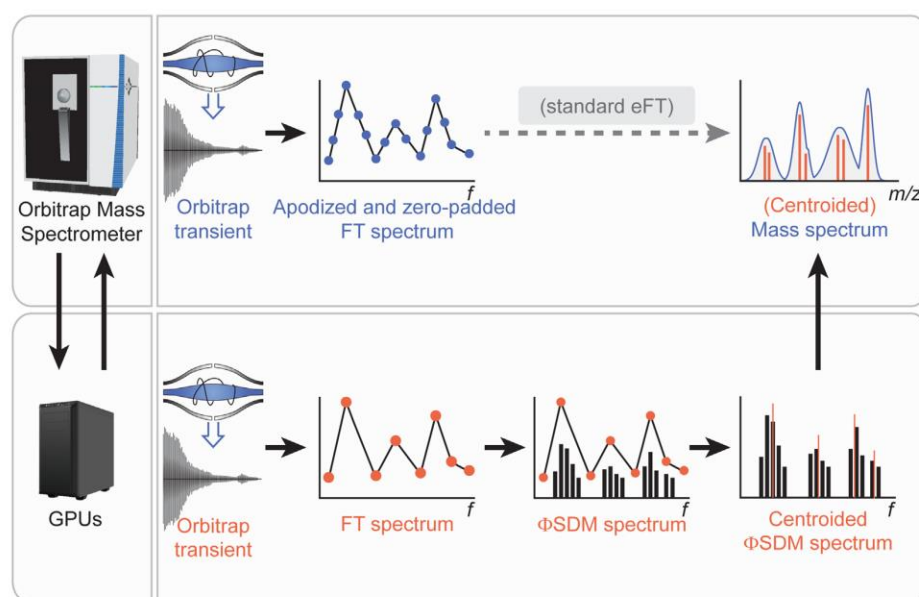 Orbitrap Mass
Spectrometer
Orbitrap
transient
f
Apodized and zero-padded
FT spectrum
(standard eFT)
m/z
(Centroided)
Mass spectrum
GPUs
Orbitrap
transient
f
FT spectrum
f
ΦSDM spectrum
f
Centroided
ΦSDM spectrum